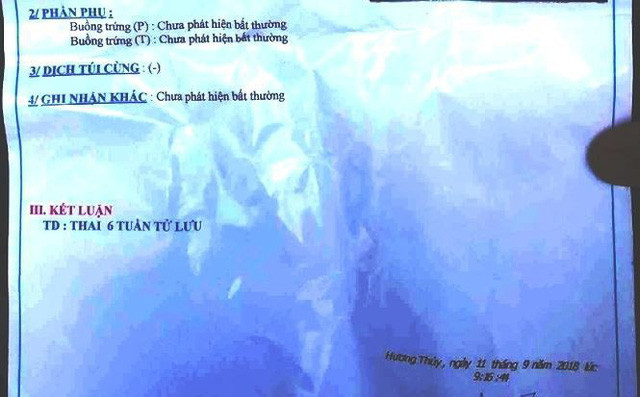 2/ PHẦN PHỤ :
Buồng trứng (P) : Chưa phát hiện bất thường
Buồng trứng (T) : Chưa phát hiện bất thường
3/ DỊCH TÚI CÙNG : (-)
4/ GHI NHẬN KHÁC : Chưa phát hiện bất thường
III. KẾT LUẬN
TD : THAI 6 TUẦN TỬ LƯU
Hương Thủy, ngày 11 tháng 9 năm 2018 lúc
9:16:44